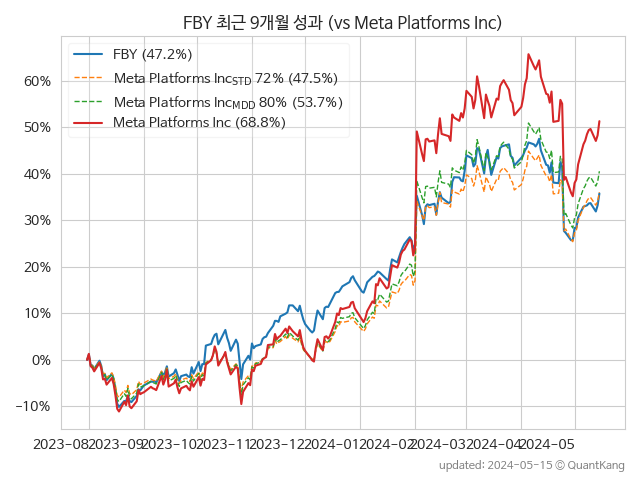 FBY 최근 9개월 성과 (vs Meta Platforms Inc)
FBY (47.2%)
Meta Platforms IncSTD 72% (47.5%)
Meta Platforms IncMDD 80% (53.7%)
Meta Platforms Inc (68.8%)
60%
50%
40%
30%
20%
10%
0%
−10%
2023-08 2023-09 2023-10 2023-11 2023-12 2024-01 2024-02 2024-03 2024-04 2024-05
updated: 2024-05-15 © QuantKang